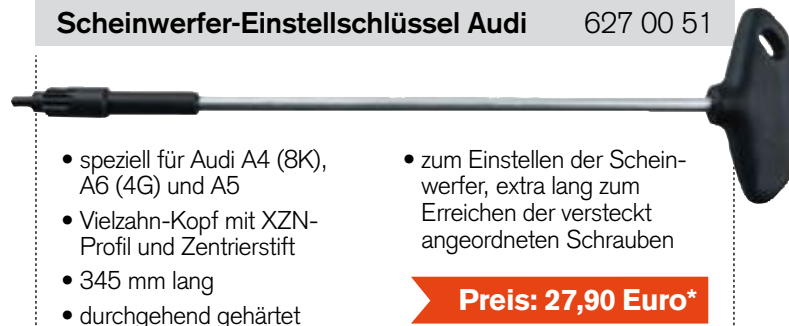 Scheinwerfer-Einstellschlüssel Audi 627 00 51
• speziell für Audi A4 (8K),
A6 (4G) und A5
• Vielzahn-Kopf mit XZN-
Profil und Zentrierstift
• 345 mm lang
• durchgehend gehärtet
• zum Einstellen der Schein-
werfer, extra lang zum
Erreichen der versteckt
angeordneten Schrauben
Preis: 27,90 Euro*